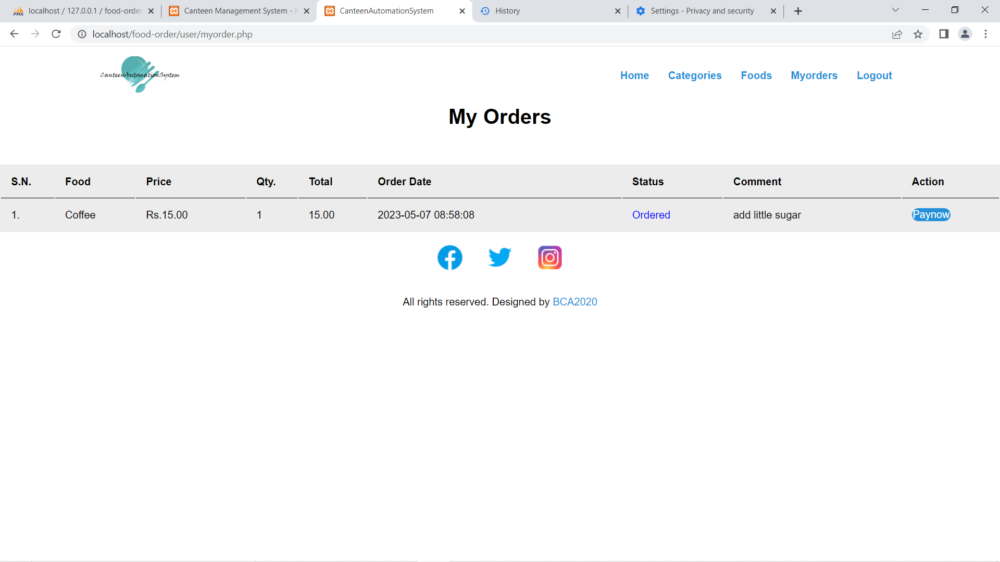 localhost / 127.0.0.1 / food-order
Canteen Management System -
CanteenAutomationSystem
History
Settings - Privacy and security
localhost/food-order/user/myorder.php
CanteenAutomationSystem
Home Categories Foods Myorders Logout
My Orders
S.N. Food Price Qty. Total Order Date Status Comment Action
1. Coffee Rs.15.00 1 15.00 2023-05-07 08:58:08 Ordered add little sugar Paynow
All rights reserved. Designed by BCA2020